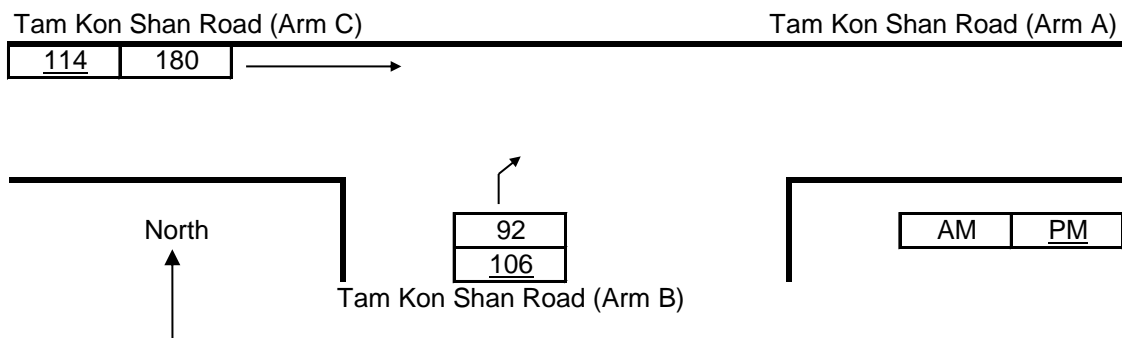 Tam Kon Shan Road (Arm C) Tam Kon Shan Road (Arm A)
114 180
North 92 AM PM
106
Tam Kon Shan Road (Arm B)